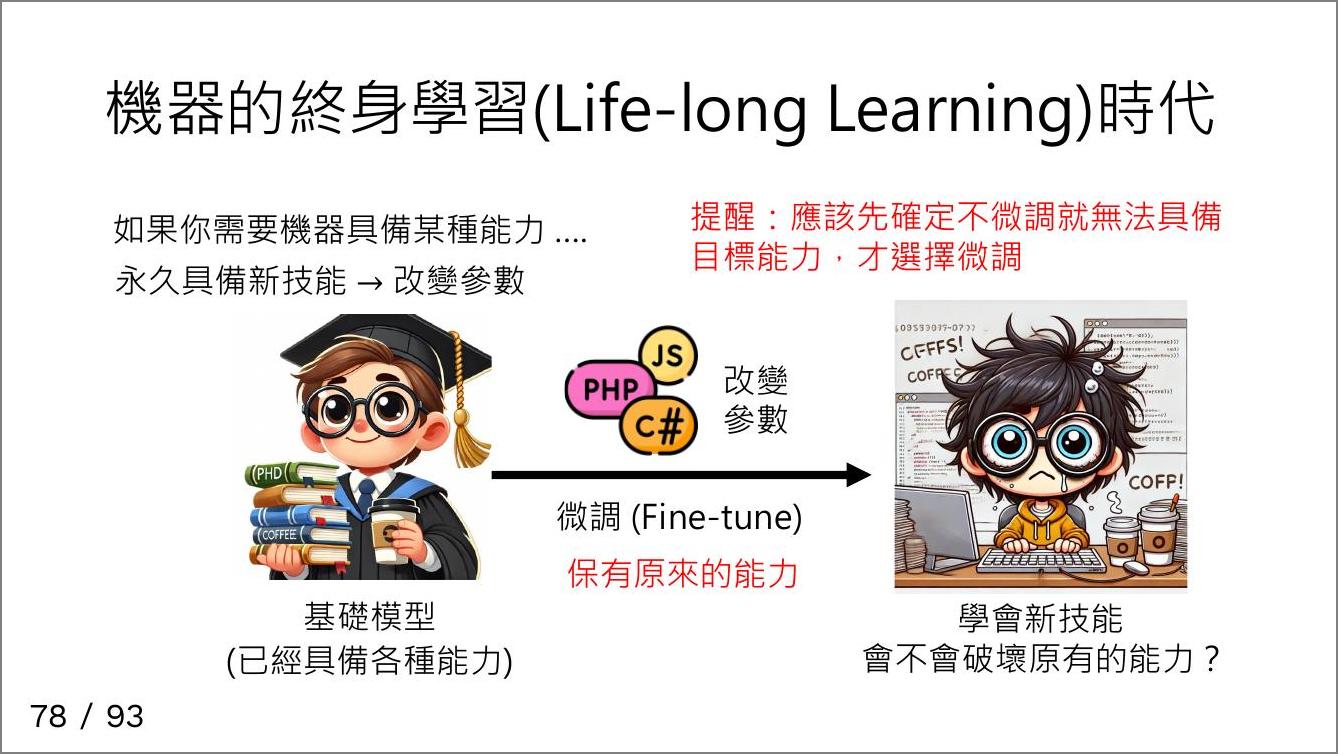 機器的終身學習(Life-long Learning)時代
如果你需要機器具備某種能力 ....
永久具備新技能 → 改變參數
提醒：應該先確定不微調就無法具備
目標能力，才選擇微調
(PHD
COFFEE
JS
PHP
C#
改變
參數
微調 (Fine-tune)
保有原來的能力
CFFFS!
COFFC C
COFP!
基礎模型
(已經具備各種能力)
學會新技能
會不會破壞原有的能力？
78 / 93